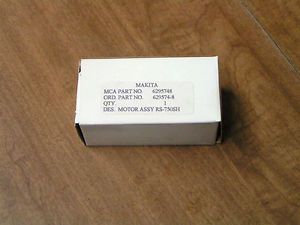 MAKITA
MCA PART NO. 6295748
ORD. PART NO. 629574-8
QTY. 1
DES. MOTOR ASSY RS-750SH